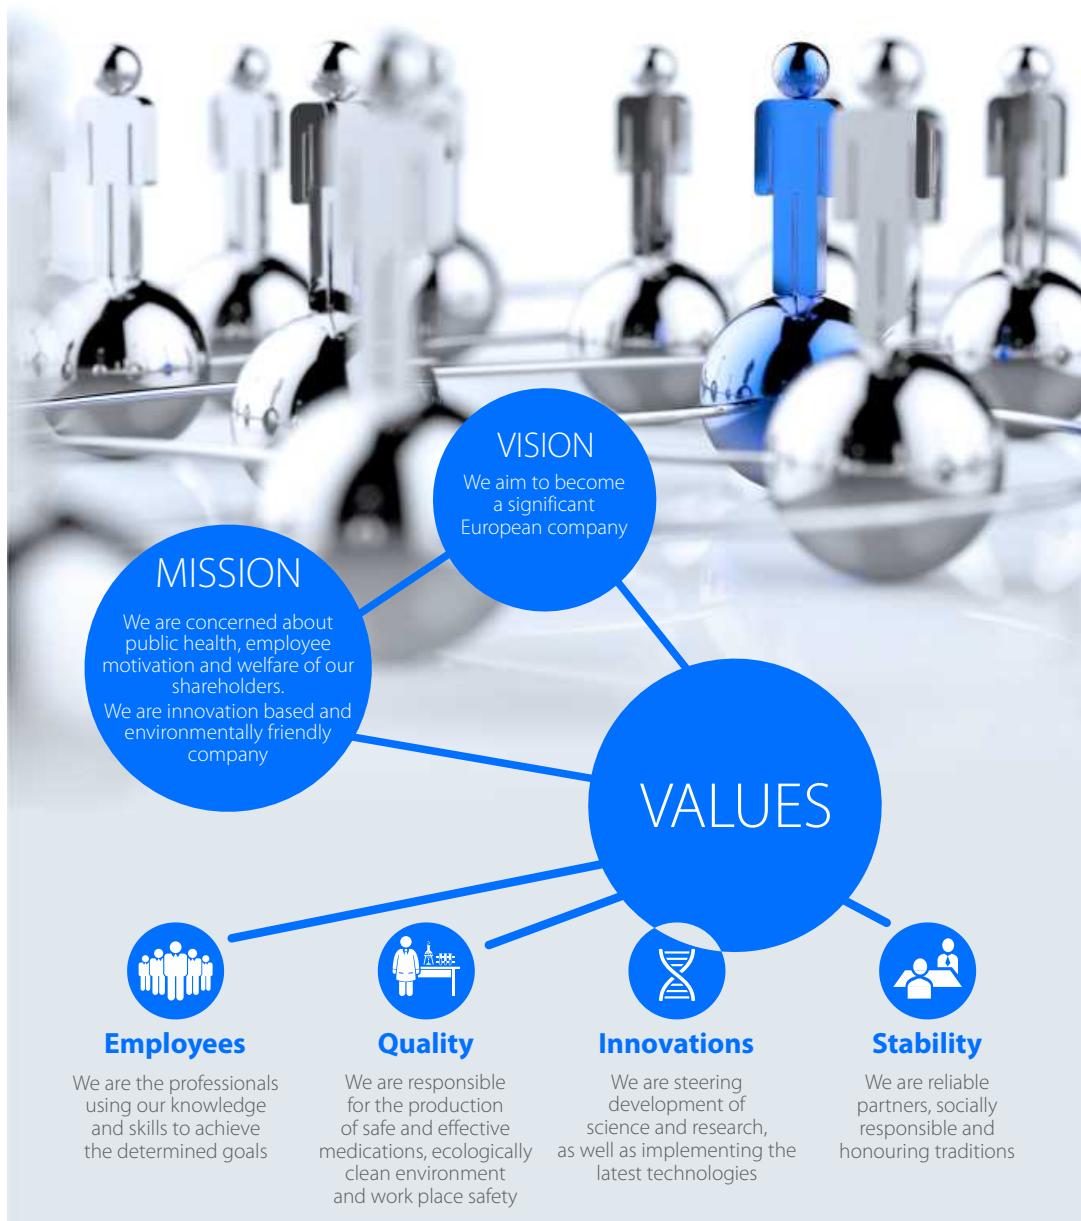 VISION
We aim to become
a significant
European company
MISSION
We are concerned about
public health, employee
motivation and welfare of our
shareholders.
We are innovation based and
environmentally friendly
company
VALUES
Employees
We are the professionals
using our knowledge
and skills to achieve
the determined goals
Quality
We are responsible
for the production
of safe and effective
medications, ecologically
clean environment
and work place safety
Innovations
We are steering
development of
science and research,
as well as implementing the
latest technologies
Stability
We are reliable
partners, socially
responsible and
honouring traditions